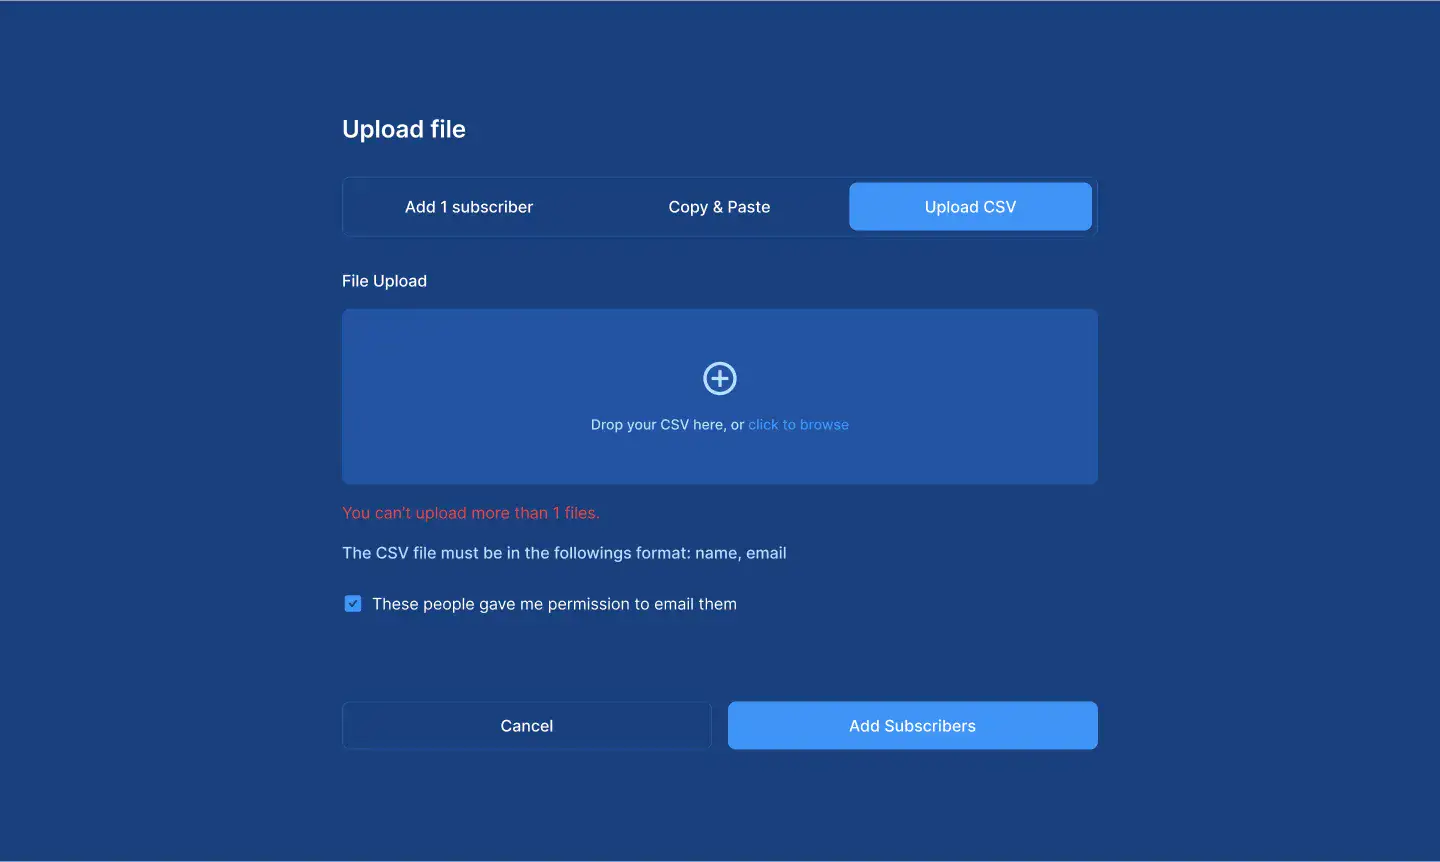 Upload file
Add 1 subscriber
Copy & Paste
Upload CSV
File Upload
Drop your CSV here, or click to browse
You can't upload more than 1 files.
The CSV file must be in the followings format: name, email
These people gave me permission to email them
Cancel
Add Subscribers